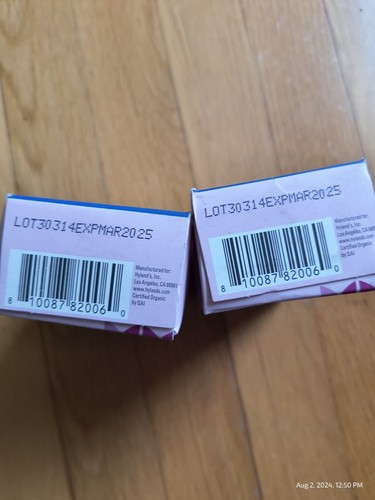 LOT30314EXPMAR2025
Manufactured for:
Hyland's, Inc.
Los Angeles, CA 90061
www.hylands.com
Certified Organic
by QAI
8 10087 82006 0
LOT30314EXPMAR2025
Manufactured for:
Hyland's, Inc.
Los Angeles, CA
www.hylands.com
Certified Organic
by QAI
8 10087 82006 0
Aug 2, 2024, 12:50 PM